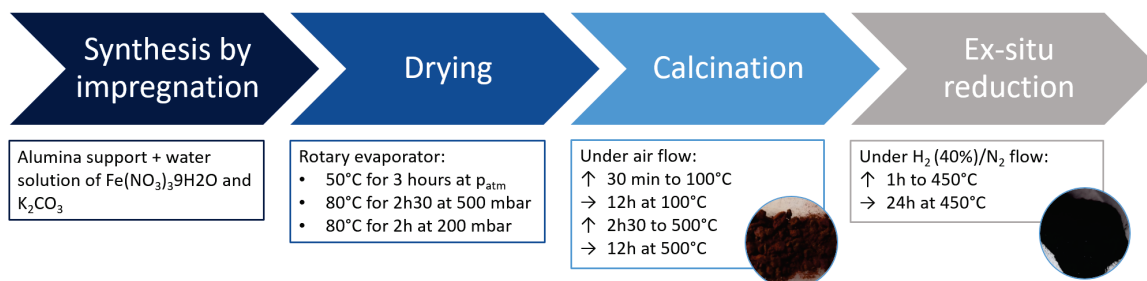 Synthesis by
impregnation
Drying
Calcination
Ex-situ
reduction
Alumina support + water
solution of Fe(NO₃)₃9H2O and
K₂CO₃
Rotary evaporator:
• 50°C for 3 hours at pₐₜₘ
• 80°C for 2h30 at 500 mbar
• 80°C for 2h at 200 mbar
Under air flow:
↑ 30 min to 100°C
→ 12h at 100°C
↑ 2h30 to 500°C
→ 12h at 500°C
Under H₂ (40%)/N₂ flow:
↑ 1h to 450°C
→ 24h at 450°C